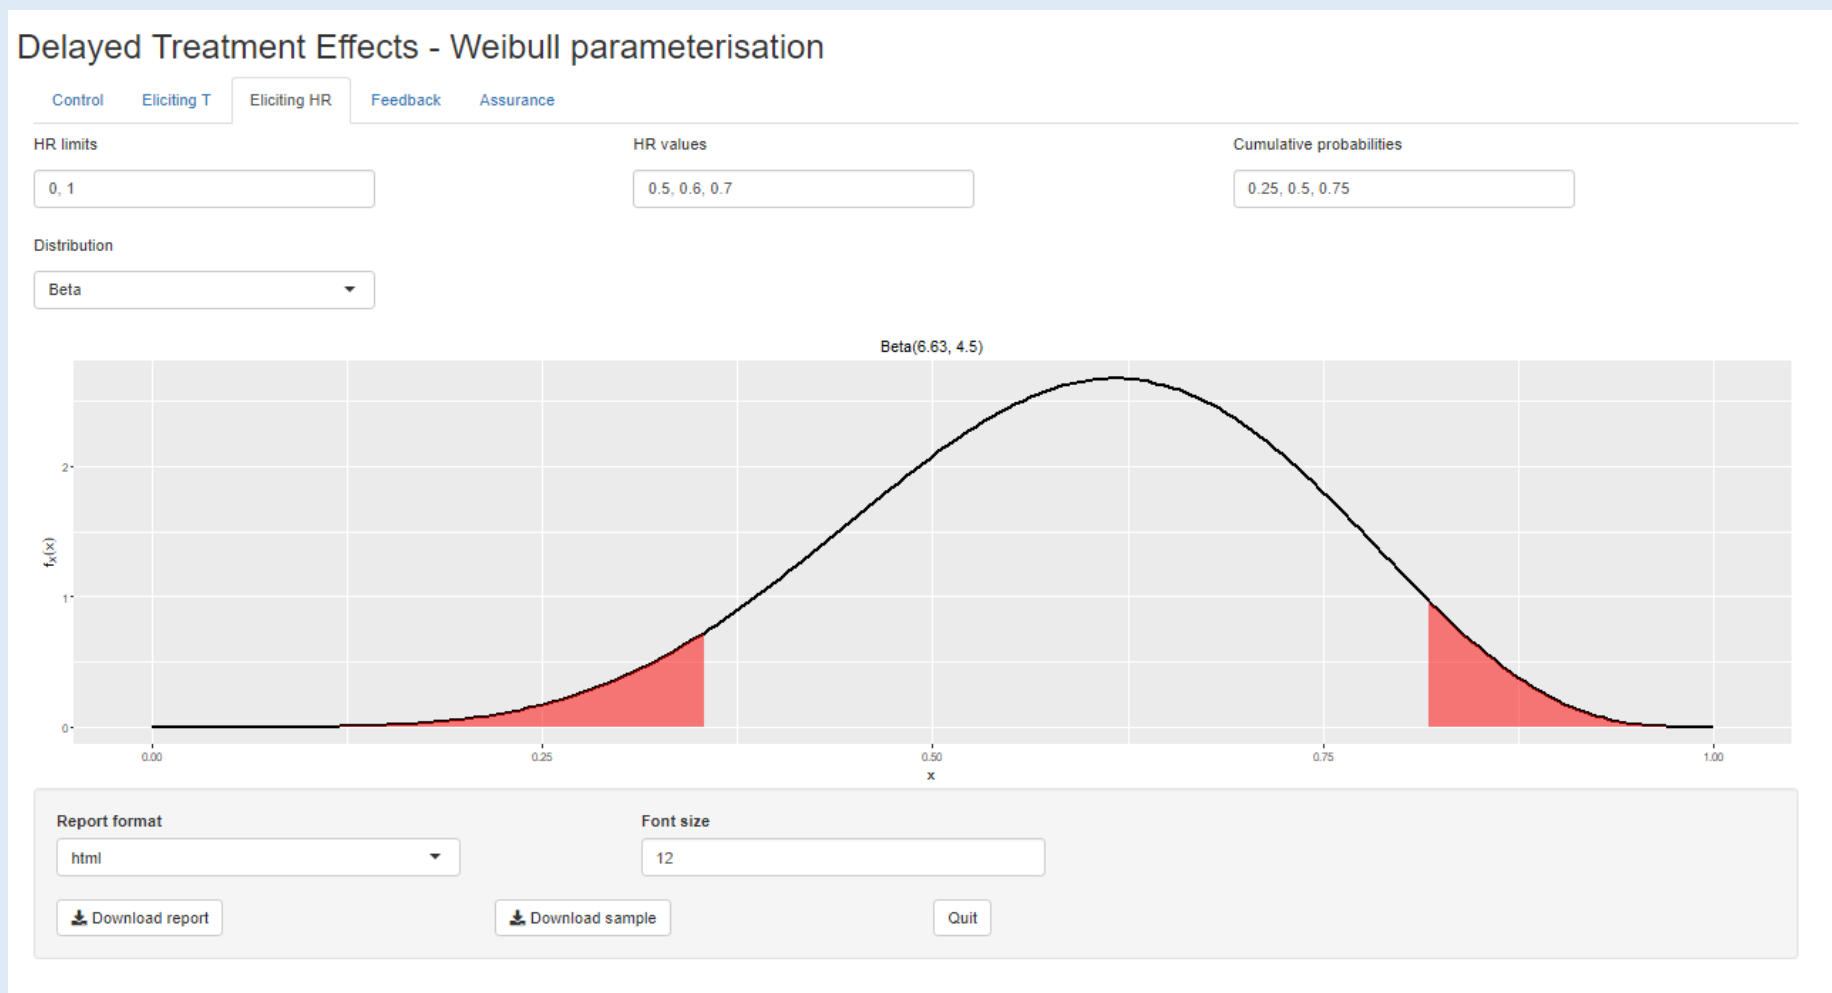 Delayed Treatment Effects - Weibull parameterisation
Control Eliciting T Eliciting HR Feedback Assurance
HR limits HR values Cumulative probabilities
0, 1 0.5, 0.6, 0.7 0.25, 0.5, 0.75
Distribution
Beta
Beta(6.63, 4.5)
2
1
0
fX(x)
0.00 0.25 0.50 0.75 1.00
x
Report format Font size
html 12
Download report Download sample Quit